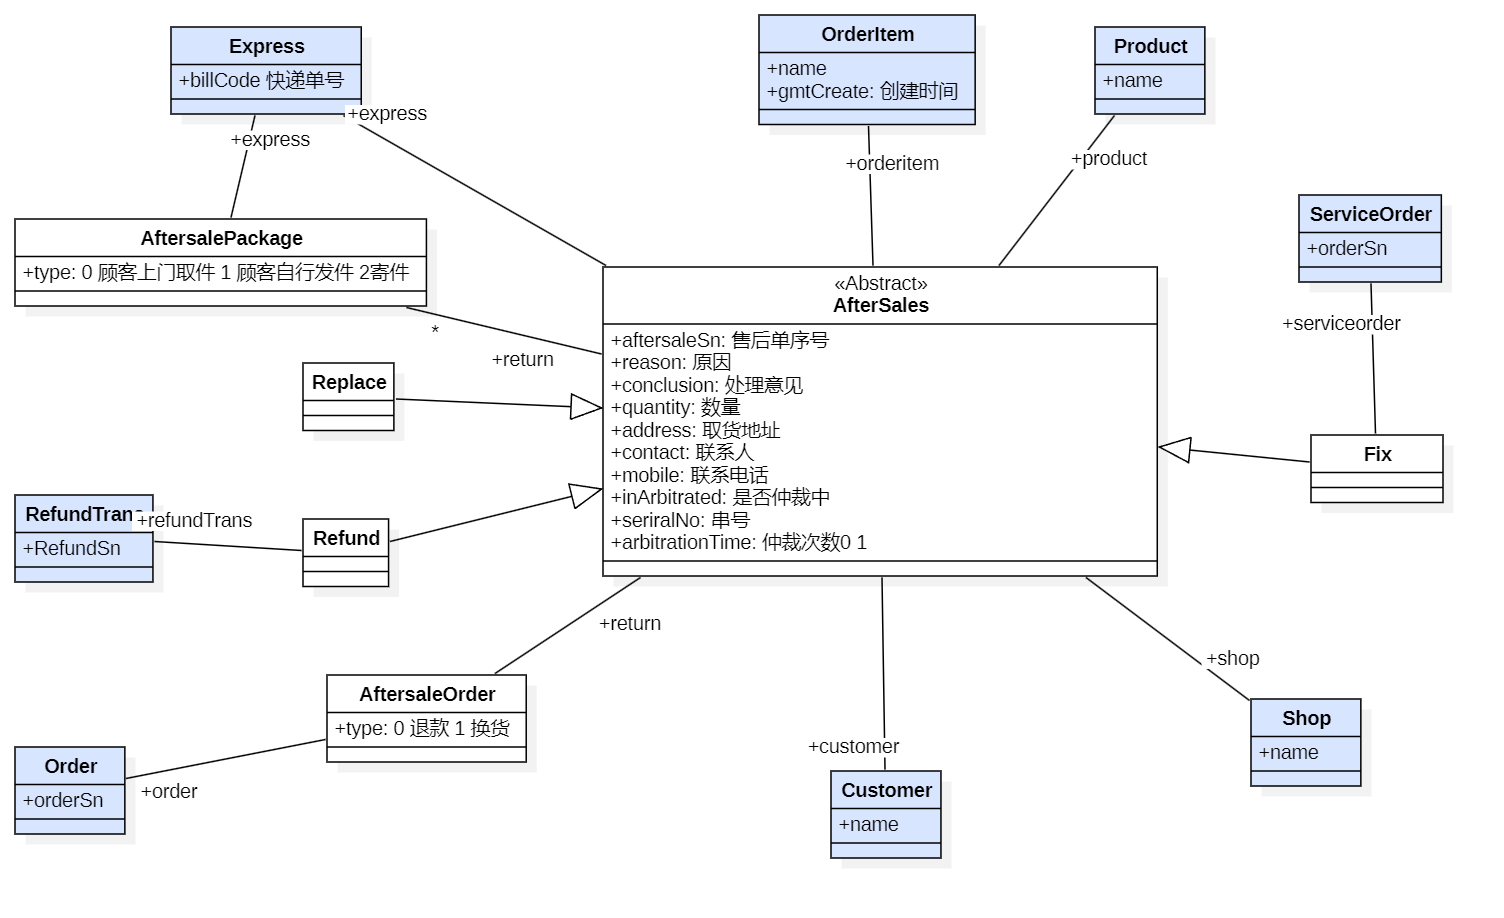 Express
+billCode 快递单号
+express
+express
OrderItem
+name
+gmtCreate: 创建时间
+orderitem
Product
+name
+product
ServiceOrder
+orderSn
+serviceorder
AftersalePackage
+type: 0 顾客上门取件 1 顾客自行发件 2寄件
*
+return
«Abstract»
AfterSales
+aftersaleSn: 售后单序号
+reason: 原因
+conclusion: 处理意见
+quantity: 数量
+address: 取货地址
+contact: 联系人
+mobile: 联系电话
+inArbitrated: 是否仲裁中
+seriralNo: 串号
+arbitrationTime: 仲裁次数0 1
Replace
Fix
RefundTrans
+RefundSn
+refundTrans
Refund
+return
AftersaleOrder
+type: 0 退款 1 换货
Order
+orderSn
+order
+customer
Customer
+name
+shop
Shop
+name